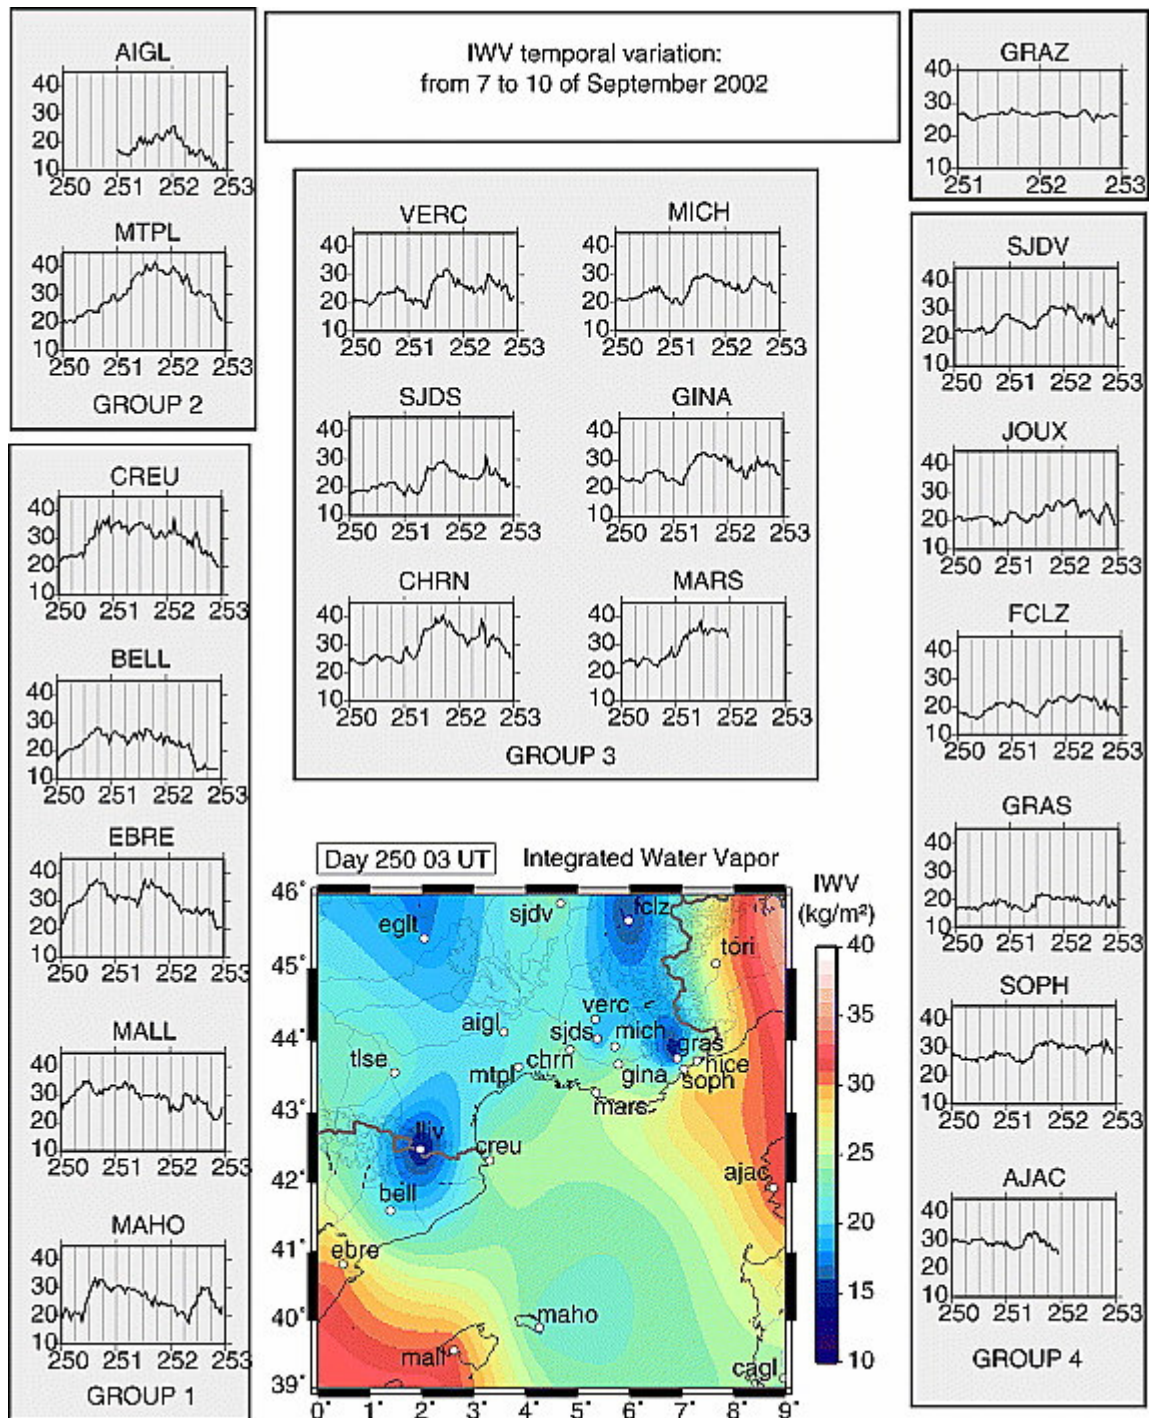 IWV temporal variation:
from 7 to 10 of September 2002
AIGL
40
30
20
10
250 251 252 253
MTPL
40
30
20
10
250 251 252 253
GROUP 2
CREU
40
30
20
10
250 251 252 253
BELL
40
30
20
10
250 251 252 253
EBRE
40
30
20
10
250 251 252 253
MALL
40
30
20
10
250 251 252 253
MAHO
40
30
20
10
250 251 252 253
GROUP 1
VERC
40
30
20
10
250 251 252 253
MICH
40
30
20
10
250 251 252 253
SJDS
40
30
20
10
250 251 252 253
GINA
40
30
20
10
250 251 252 253
CHRN
40
30
20
10
250 251 252 253
MARS
40
30
20
10
250 251 252 253
GROUP 3
GRAZ
40
30
20
10
251 252 253
SJDV
40
30
20
10
250 251 252 253
JOUX
40
30
20
10
250 251 252 253
FCLZ
40
30
20
10
250 251 252 253
GRAS
40
30
20
10
250 251 252 253
SOPH
40
30
20
10
250 251 252 253
AJAC
40
30
20
10
250 251 252 253
GROUP 4
Day 250 03 UT Integrated Water Vapor
IWV
(kg/m²)
46°
45°
44°
43°
42°
41°
40°
39°
0° 1° 2° 3° 4° 5° 6° 7° 8° 9°
eglt
sjdv
fclz
tori
aigl
verc
sjds
mich
gras
tlse
mtpl
chrn
gina
nice
soph
mars
lliv
creu
bell
ajac
ebre
maho
mall
cagl
40
35
30
25
20
15
10